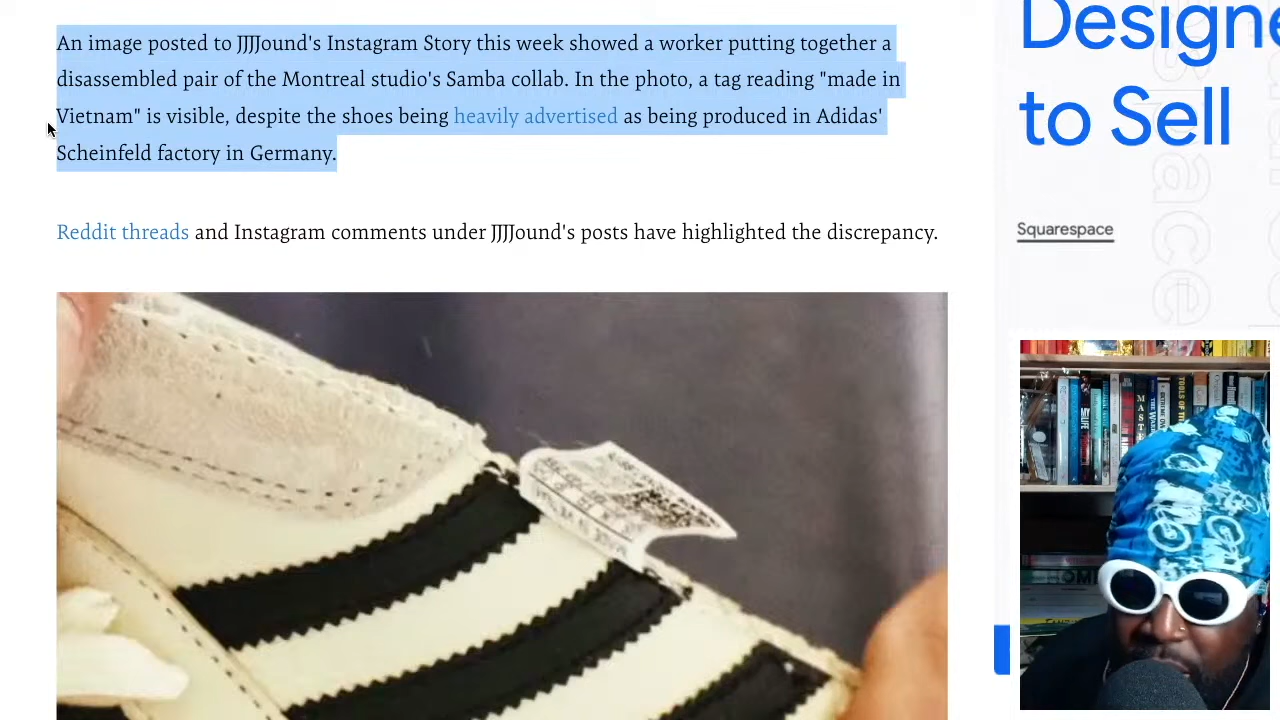 An image posted to JJJJound's Instagram Story this week showed a worker putting together a
disassembled pair of the Montreal studio's Samba collab. In the photo, a tag reading "made in
Vietnam" is visible, despite the shoes being heavily advertised as being produced in Adidas'
Scheinfeld factory in Germany.
Reddit threads and Instagram comments under JJJJound's posts have highlighted the discrepancy.
Designe
to Sell
Squarespace